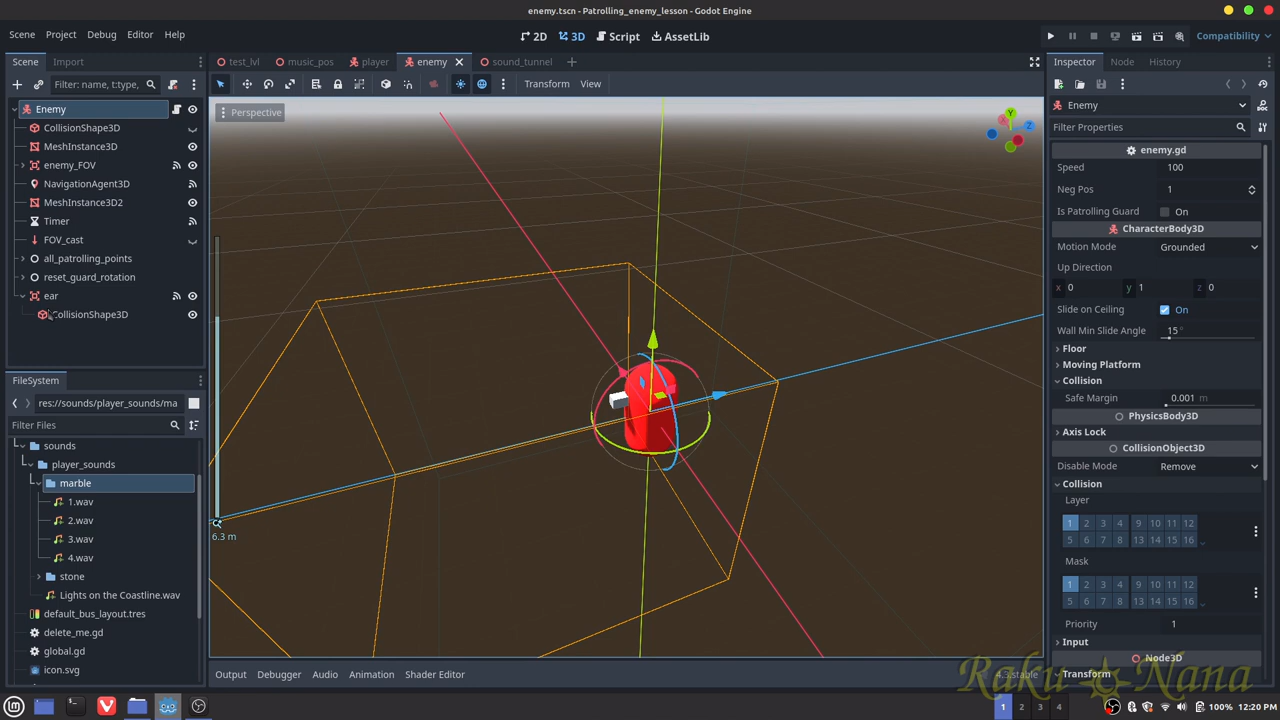 enemy.tscn - Patrolling_enemy_lesson - Godot Engine
Scene Project Debug Editor Help
2D 3D Script AssetLib
Compatibility
Scene Import
test_lvl music_pos player enemy sound_tunnel
Inspector Node History
Filter: name, t:type,
Transform View
Enemy
CollisionShape3D
MeshInstance3D
enemy_FOV
NavigationAgent3D
MeshInstance3D2
Timer
FOV_cast
all_patrolling_points
reset_guard_rotation
ear
CollisionShape3D
FileSystem
res://sounds/player_sounds/ma
Filter Files
sounds
player_sounds
marble
1.wav
2.wav
3.wav
4.wav
stone
Lights on the Coastline.wav
default_bus_layout.tres
delete_me.gd
global.gd
icon.svg
Perspective
Y
Z
6.3 m
Output Debugger Audio Animation Shader Editor
4.3.stable
Enemy
Filter Properties
enemy.gd
Speed 100
Neg Pos 1
Is Patrolling Guard On
CharacterBody3D
Motion Mode Grounded
Up Direction
x 0 y 1 z 0
Slide on Ceiling On
Wall Min Slide Angle 15 °
Floor
Moving Platform
Collision
Safe Margin 0.001 m
PhysicsBody3D
Axis Lock
CollisionObject3D
Disable Mode Remove
Collision
Layer
1 2 3 4 9 10 11 12
5 6 7 8 13 14 15 16
Mask
1 2 3 4 9 10 11 12
5 6 7 8 13 14 15 16
Priority 1
Input
Node3D
Transform
Raku Nana
1 2 3 4
100% 12:20 PM